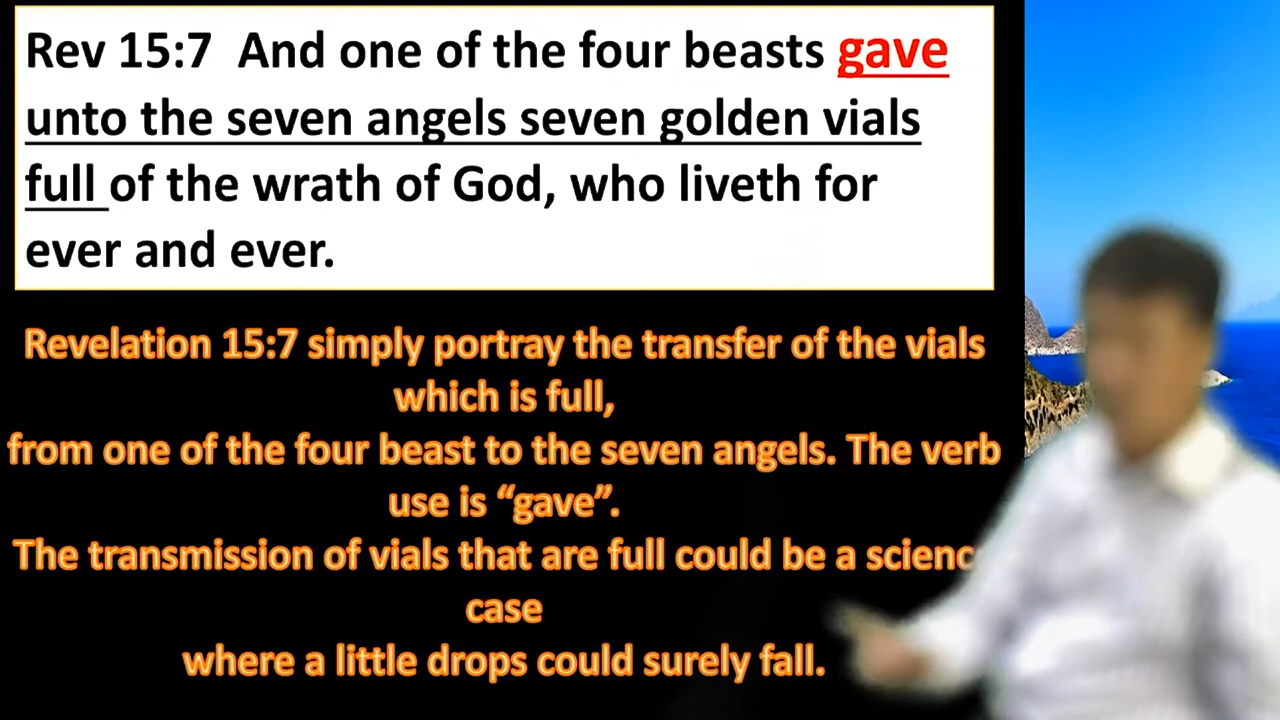 Rev 15:7 And one of the four beasts gave
unto the seven angels seven golden vials
full of the wrath of God, who liveth for
ever and ever.
Revelation 15:7 simply portray the transfer of the vials
which is full,
from one of the four beast to the seven angels. The verb
use is “gave”.
The transmission of vials that are full could be a scienc
case
where a little drops could surely fall.